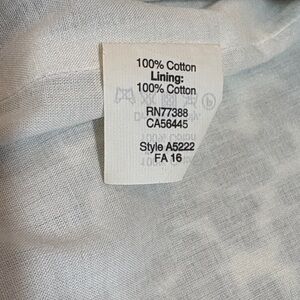 100% Cotton
Lining:
100% Cotton
RN77388
CA56445
Style A5222
FA 16